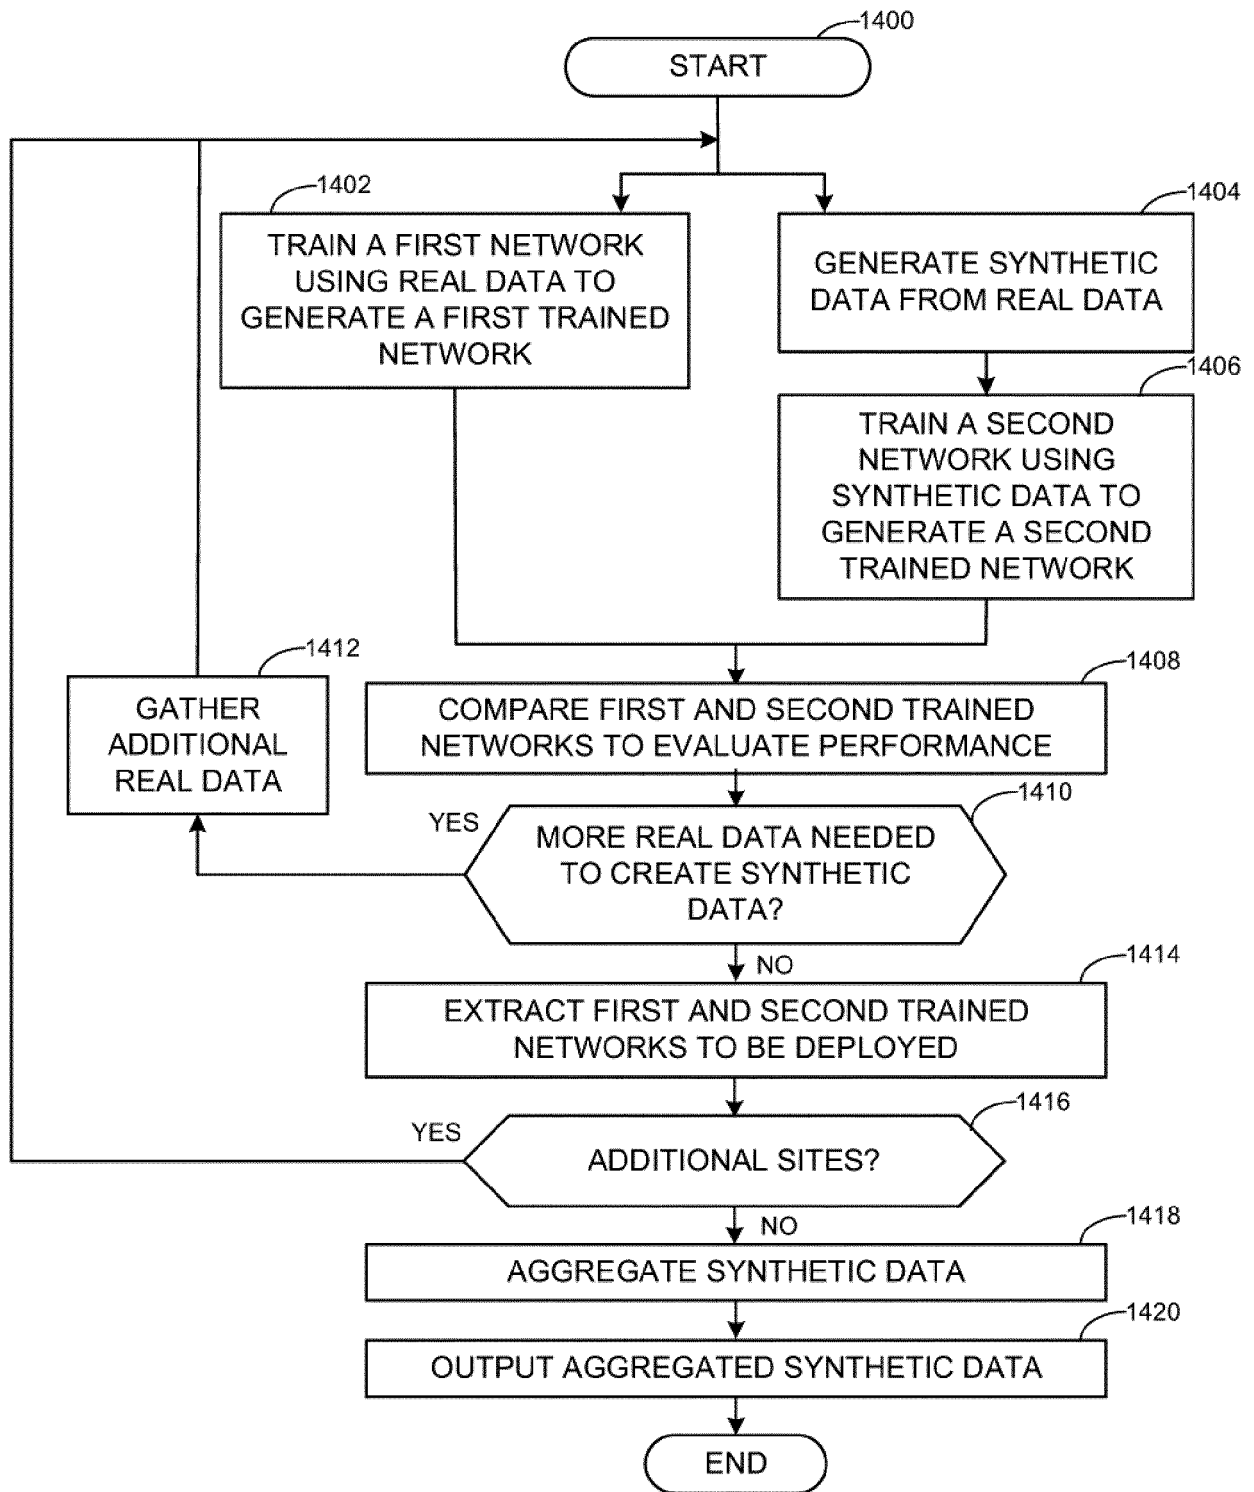 1400
START
1402
TRAIN A FIRST NETWORK
USING REAL DATA TO
GENERATE A FIRST TRAINED
NETWORK
1404
GENERATE SYNTHETIC
DATA FROM REAL DATA
1406
TRAIN A SECOND
NETWORK USING
SYNTHETIC DATA TO
GENERATE A SECOND
TRAINED NETWORK
1412
GATHER
ADDITIONAL
REAL DATA
1408
COMPARE FIRST AND SECOND TRAINED
NETWORKS TO EVALUATE PERFORMANCE
1410
YES
MORE REAL DATA NEEDED
TO CREATE SYNTHETIC
DATA?
NO
1414
EXTRACT FIRST AND SECOND TRAINED
NETWORKS TO BE DEPLOYED
1416
YES
ADDITIONAL SITES?
NO
1418
AGGREGATE SYNTHETIC DATA
1420
OUTPUT AGGREGATED SYNTHETIC DATA
END